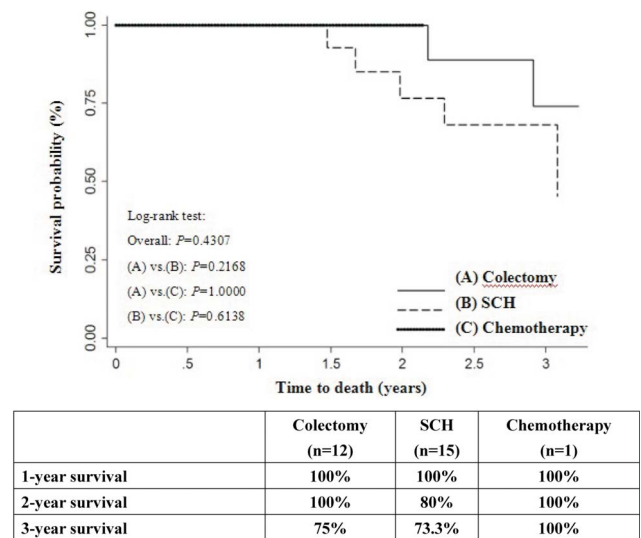 1.00
0.75
0.50
0.25
0.00
Survival probability (%)
Log-rank test:
Overall: P=0.4307
(A) vs.(B): P=0.2168
(A) vs.(C): P=1.0000
(B) vs.(C): P=0.6138
(A) Colectomy
(B) SCH
(C) Chemotherapy
0 .5 1 1.5 2 2.5 3
Time to death (years)
Colectomy SCH Chemotherapy
(n=12) (n=15) (n=1)
1-year survival 100% 100% 100%
2-year survival 100% 80% 100%
3-year survival 75% 73.3% 100%